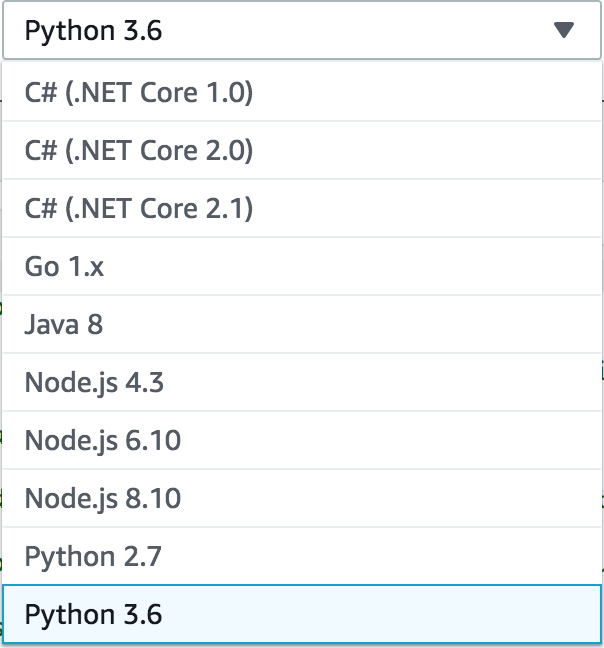 Python 3.6
C# (.NET Core 1.0)
C# (.NET Core 2.0)
C# (.NET Core 2.1)
Go 1.x
Java 8
Node.js 4.3
Node.js 6.10
Node.js 8.10
Python 2.7
Python 3.6